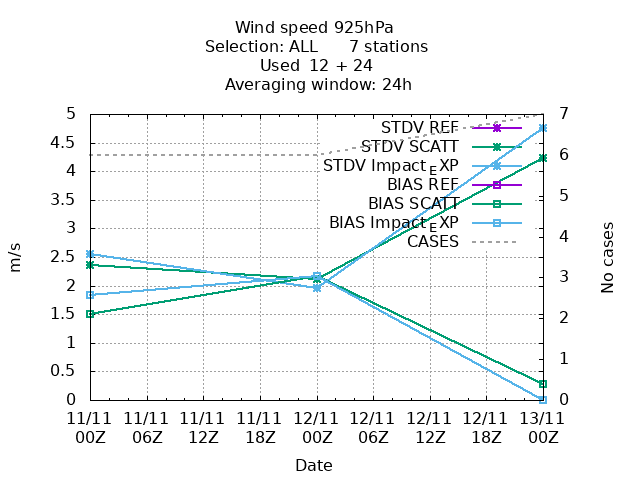 Wind speed 925hPa
Selection: ALL 7 stations
Used 12 + 24
Averaging window: 24h
5
4.5
4
3.5
3
2.5
2
1.5
1
0.5
0
m/s
7
6
5
4
3
2
1
0
No cases
STDV REF
STDV SCATT
STDV Impact_EXP
BIAS REF
BIAS SCATT
BIAS Impact_EXP
CASES
11/11 11/11 11/11 11/11 12/11 12/11 12/11 12/11 13/11
00Z 06Z 12Z 18Z 00Z 06Z 12Z 18Z 00Z
Date